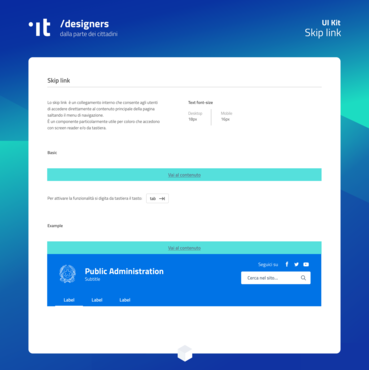 ·it /designers
dalla parte dei cittadini
UI Kit
Skip link
Skip link
Lo skip link è un collegamento interno che consente agli utenti
di accedere direttamente al contenuto principale della pagina
saltando il menu di navigazione.
È un componente particolarmente utile per coloro che accedono
con screen reader e/o da tastiera.
Text font size
Desktop
18px
Mobile
16px
Basic
Vai al contenuto
Per attivare la funzionalità si digita da tastiera il tasto:
tab
Example
Vai al contenuto
Seguici su
Public Administration
Subtitle
Cerca nel sito...
Label
Label
Label